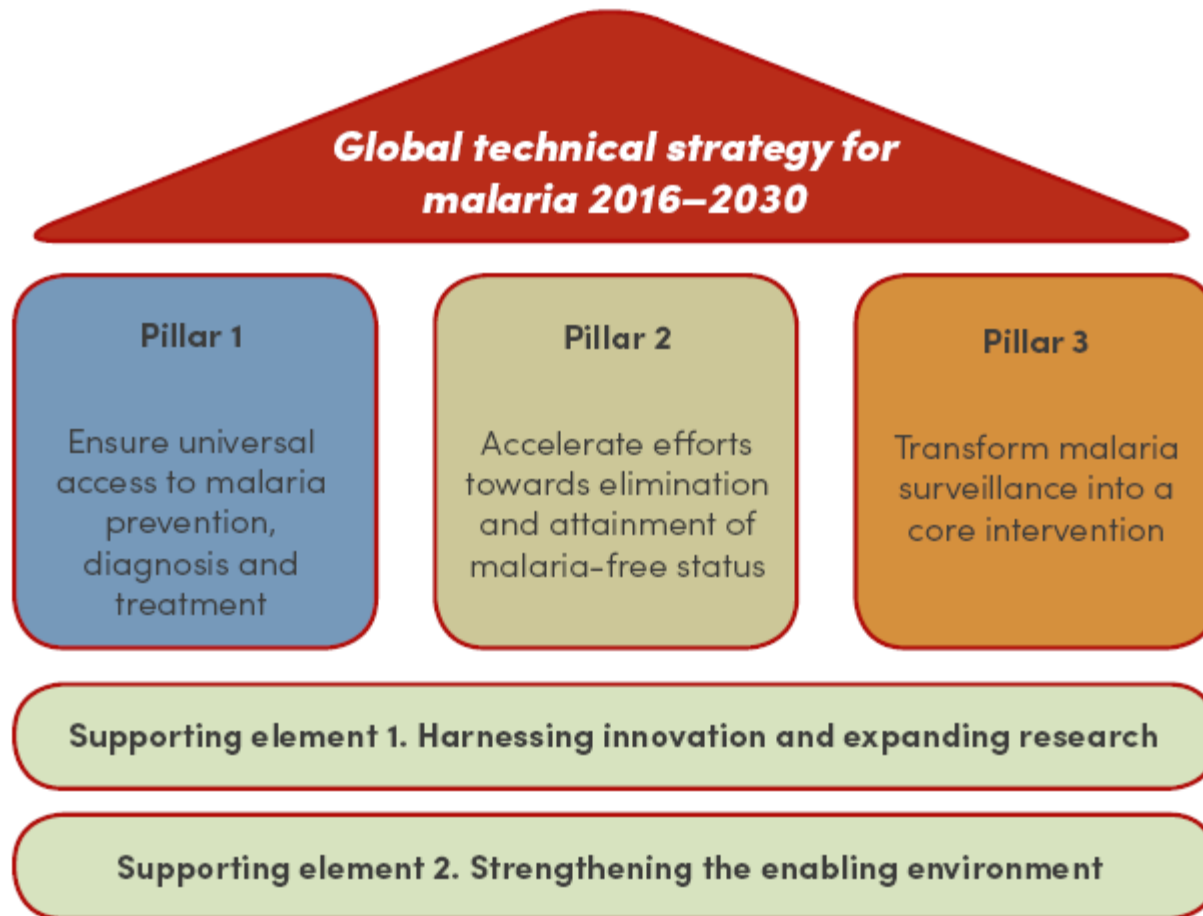 Global technical strategy for
malaria 2016–2030
Pillar 1
Ensure universal
access to malaria
prevention,
diagnosis and
treatment
Pillar 2
Accelerate efforts
towards elimination
and attainment of
malaria-free status
Pillar 3
Transform malaria
surveillance into a
core intervention
Supporting element 1. Harnessing innovation and expanding research
Supporting element 2. Strengthening the enabling environment